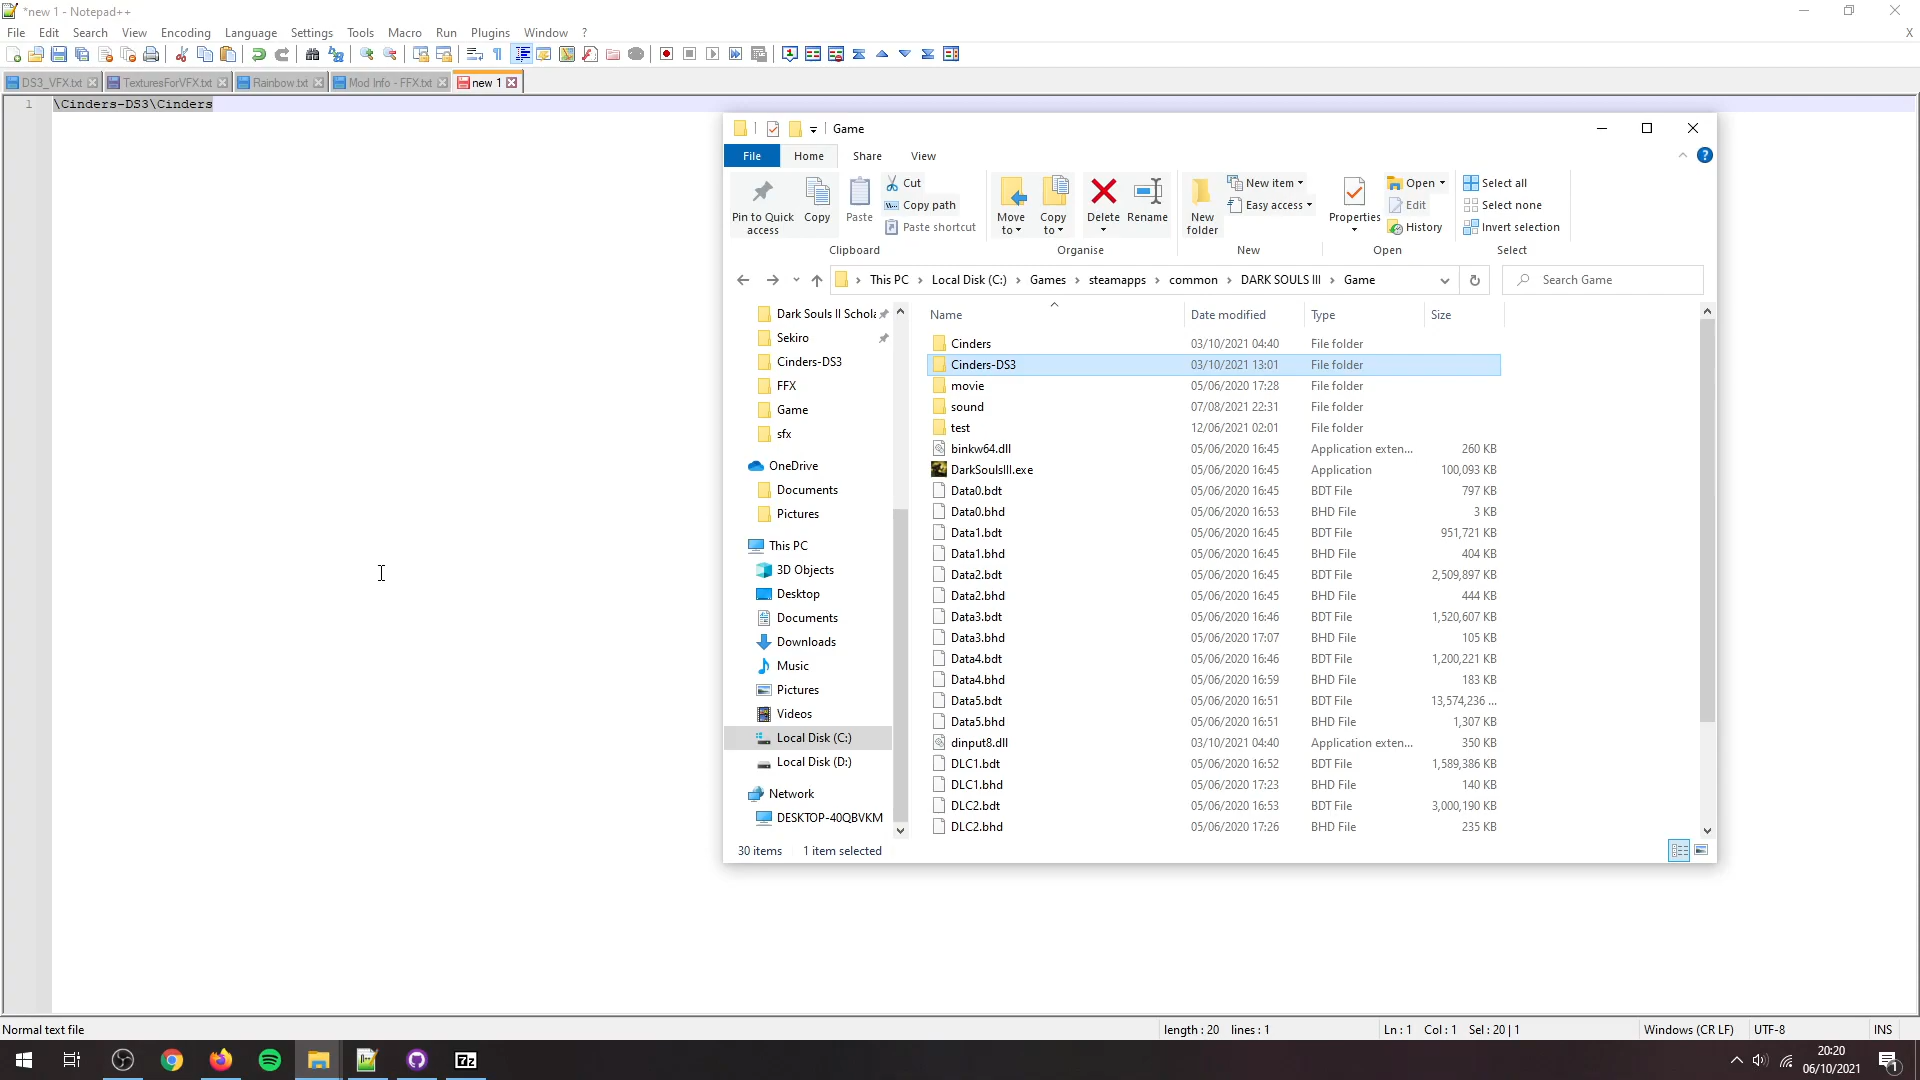 *new 1 - Notepad++
File Edit Search View Encoding Language Settings Tools Macro Run Plugins Window ? X
DS3_VFX.txt TexturesForVFX.txt Rainbow.txt Mod Info - FFX.txt new 1
1 \Cinders-DS3\Cinders
Game
File Home Share View
Pin to Quick access
Copy
Paste
Cut
Copy path
Paste shortcut
Clipboard
Move to
Copy to
Delete
Rename
Organise
New folder
New item
Easy access
New
Properties
Open
Edit
History
Open
Select all
Select none
Invert selection
Select
This PC > Local Disk (C:) > Games > steamapps > common > DARK SOULS III > Game
Search Game
Dark Souls II Schola
Sekiro
Cinders-DS3
FFX
Game
sfx
OneDrive
Documents
Pictures
This PC
3D Objects
Desktop
Documents
Downloads
Music
Pictures
Videos
Local Disk (C:)
Local Disk (D:)
Network
DESKTOP-40QBVKM
Name Date modified Type Size
Cinders 03/10/2021 04:40 File folder
Cinders-DS3 03/10/2021 13:01 File folder
movie 05/06/2020 17:28 File folder
sound 07/08/2021 22:31 File folder
test 12/06/2021 02:01 File folder
binkw64.dll 05/06/2020 16:45 Application exten... 260 KB
DarkSoulsIII.exe 05/06/2020 16:45 Application 100,093 KB
Data0.bdt 05/06/2020 16:45 BDT File 797 KB
Data0.bhd 05/06/2020 16:53 BHD File 3 KB
Data1.bdt 05/06/2020 16:45 BDT File 951,721 KB
Data1.bhd 05/06/2020 16:45 BHD File 404 KB
Data2.bdt 05/06/2020 16:45 BDT File 2,509,897 KB
Data2.bhd 05/06/2020 16:45 BHD File 444 KB
Data3.bdt 05/06/2020 16:46 BDT File 1,520,607 KB
Data3.bhd 05/06/2020 17:07 BHD File 105 KB
Data4.bdt 05/06/2020 16:46 BDT File 1,200,221 KB
Data4.bhd 05/06/2020 16:59 BHD File 183 KB
Data5.bdt 05/06/2020 16:51 BDT File 13,574,236 ...
Data5.bhd 05/06/2020 16:51 BHD File 1,307 KB
dinput8.dll 03/10/2021 04:40 Application exten... 350 KB
DLC1.bdt 05/06/2020 16:52 BDT File 1,589,386 KB
DLC1.bhd 05/06/2020 17:23 BHD File 140 KB
DLC2.bdt 05/06/2020 16:53 BDT File 3,000,190 KB
DLC2.bhd 05/06/2020 17:26 BHD File 235 KB
30 items 1 item selected
Normal text file length : 20 lines : 1 Ln : 1 Col : 1 Sel : 20 | 1 Windows (CR LF) UTF-8 INS
7z
20:20
06/10/2021
1